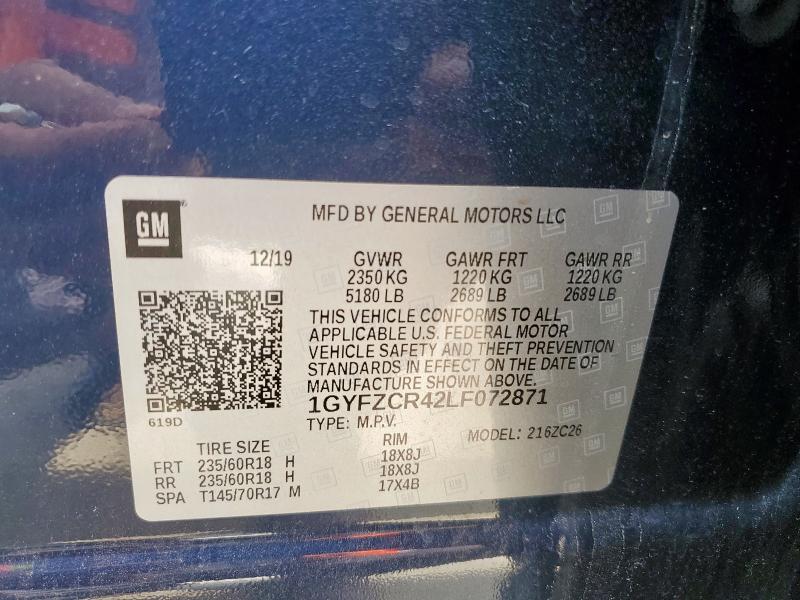 GM
MFD BY GENERAL MOTORS LLC
12/19 GVWR GAWR FRT GAWR RR
2350 KG 1220 KG 1220 KG
5180 LB 2689 LB 2689 LB
THIS VEHICLE CONFORMS TO ALL
APPLICABLE U.S. FEDERAL MOTOR
VEHICLE SAFETY AND THEFT PREVENTION
STANDARDS IN EFFECT ON THE DATE OF
MANUFACTURE SHOWN ABOVE.
1GYFZCR42LF072871
619D
TYPE: M.P.V. MODEL: 216ZC26
TIRE SIZE RIM
FRT 235/60R18 H 18X8J
RR 235/60R18 H 18X8J
SPA T145/70R17 M 17X4B